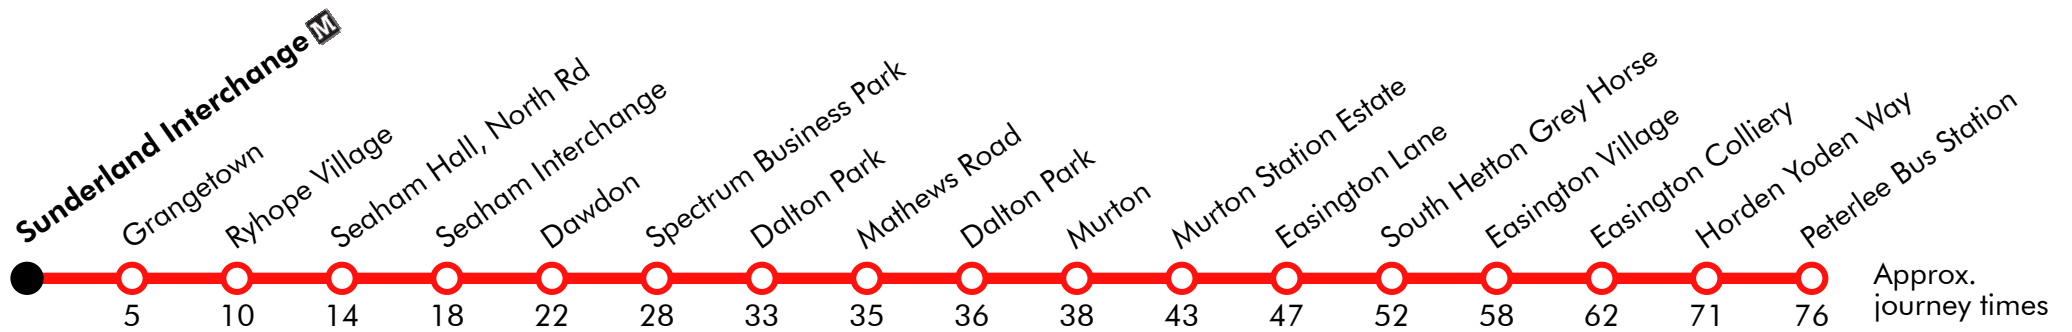 Sunderland Interchange M
Grangetown
Ryhope Village
Seaham Hall, North Rd
Seaham Interchange
Dawdon
Spectrum Business Park
Dalton Park
Mathews Road
Dalton Park
Murton
Murton Station Estate
Easington Lane
South Hetton Grey Horse
Easington Village
Easington Colliery
Horden Yoden Way
Peterlee Bus Station
5 10 14 18 22 28 33 35 36 38 43 47 52 58 62 71 76
Approx.
journey times